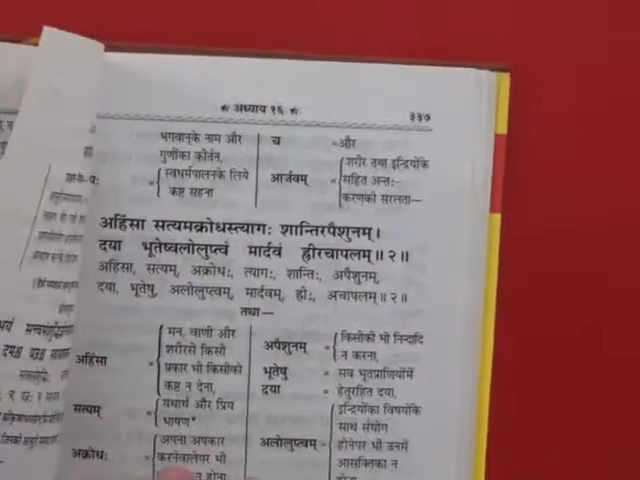 * अध्याय १६ *
३३७
भगवान्‌के नाम और
गुणोंका कीर्तन,
स्वधर्मपालनके लिये
कष्ट सहना
च =और
आर्जवम् =
शरीर तथा इन्द्रियोंके
सहित अन्तः-
करणकी सरलता—
अहिंसा सत्यमक्रोधस्त्यागः शान्तिरपैशुनम्।
दया भूतेष्वलोलुप्त्वं मार्दवं ह्रीरचापलम्॥२॥
अहिंसा, सत्यम्, अक्रोधः, त्यागः, शान्तिः, अपैशुनम्,
दया, भूतेषु, अलोलुप्त्वम्, मार्दवम्, ह्रीः, अचापलम्॥२॥
तथा—
अहिंसा =
मन, वाणी और
शरीरसे किसी
प्रकार भी किसीको
कष्ट न देना,
सत्यम् =
यथार्थ और प्रिय
भाषण*
अक्रोधः =
अपना अपकार
करनेवालेपर भी
न होना
अपैशुनम् =
किसीकी भी निन्दादि
न करना,
भूतेषु = सब भूतप्राणियोंमें
दया = हेतुरहित दया,
अलोलुप्त्वम् =
इन्द्रियोंका विषयोंके
साथ संयोग
होनेपर भी उनमें
आसक्तिका न
होना